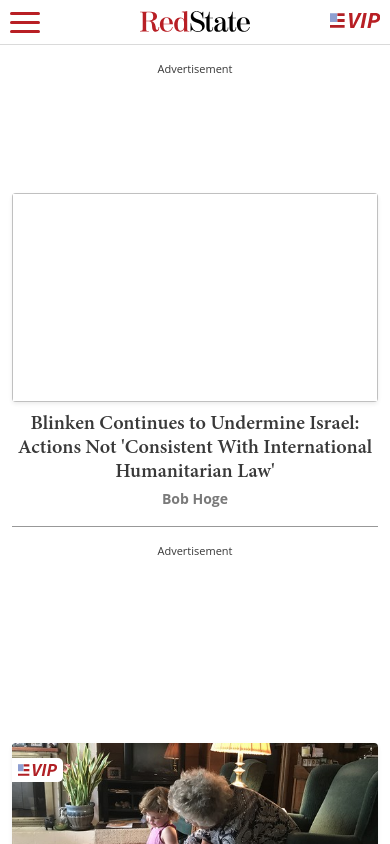 RedState
VIP
Advertisement
Blinken Continues to Undermine Israel:
Actions Not 'Consistent With International
Humanitarian Law'
Bob Hoge
Advertisement
VIP